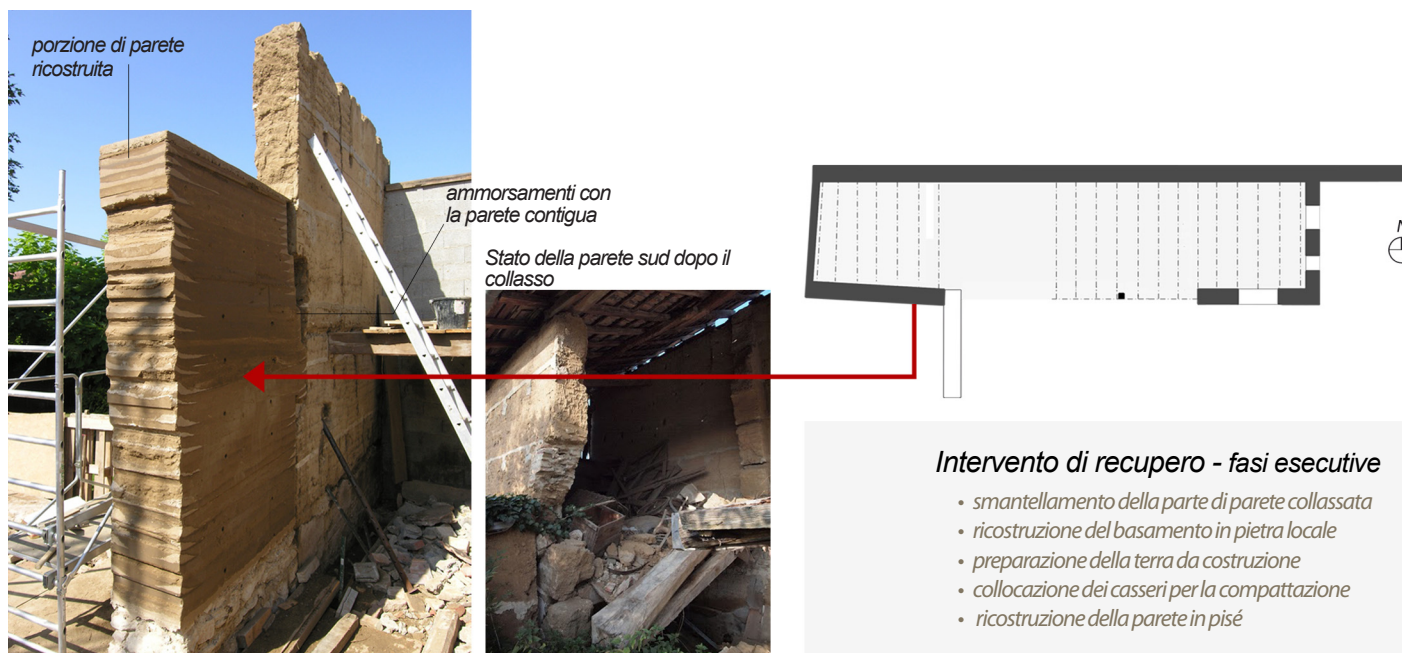 porzione di parete
ricostruita
ammorsamenti con
la parete contigua
Stato della parete sud dopo il
collasso
Intervento di recupero - fasi esecutive
• smantellamento della parte di parete collassata
• ricostruzione del basamento in pietra locale
• preparazione della terra da costruzione
• collocazione dei casseri per la compattazione
• ricostruzione della parete in pisé